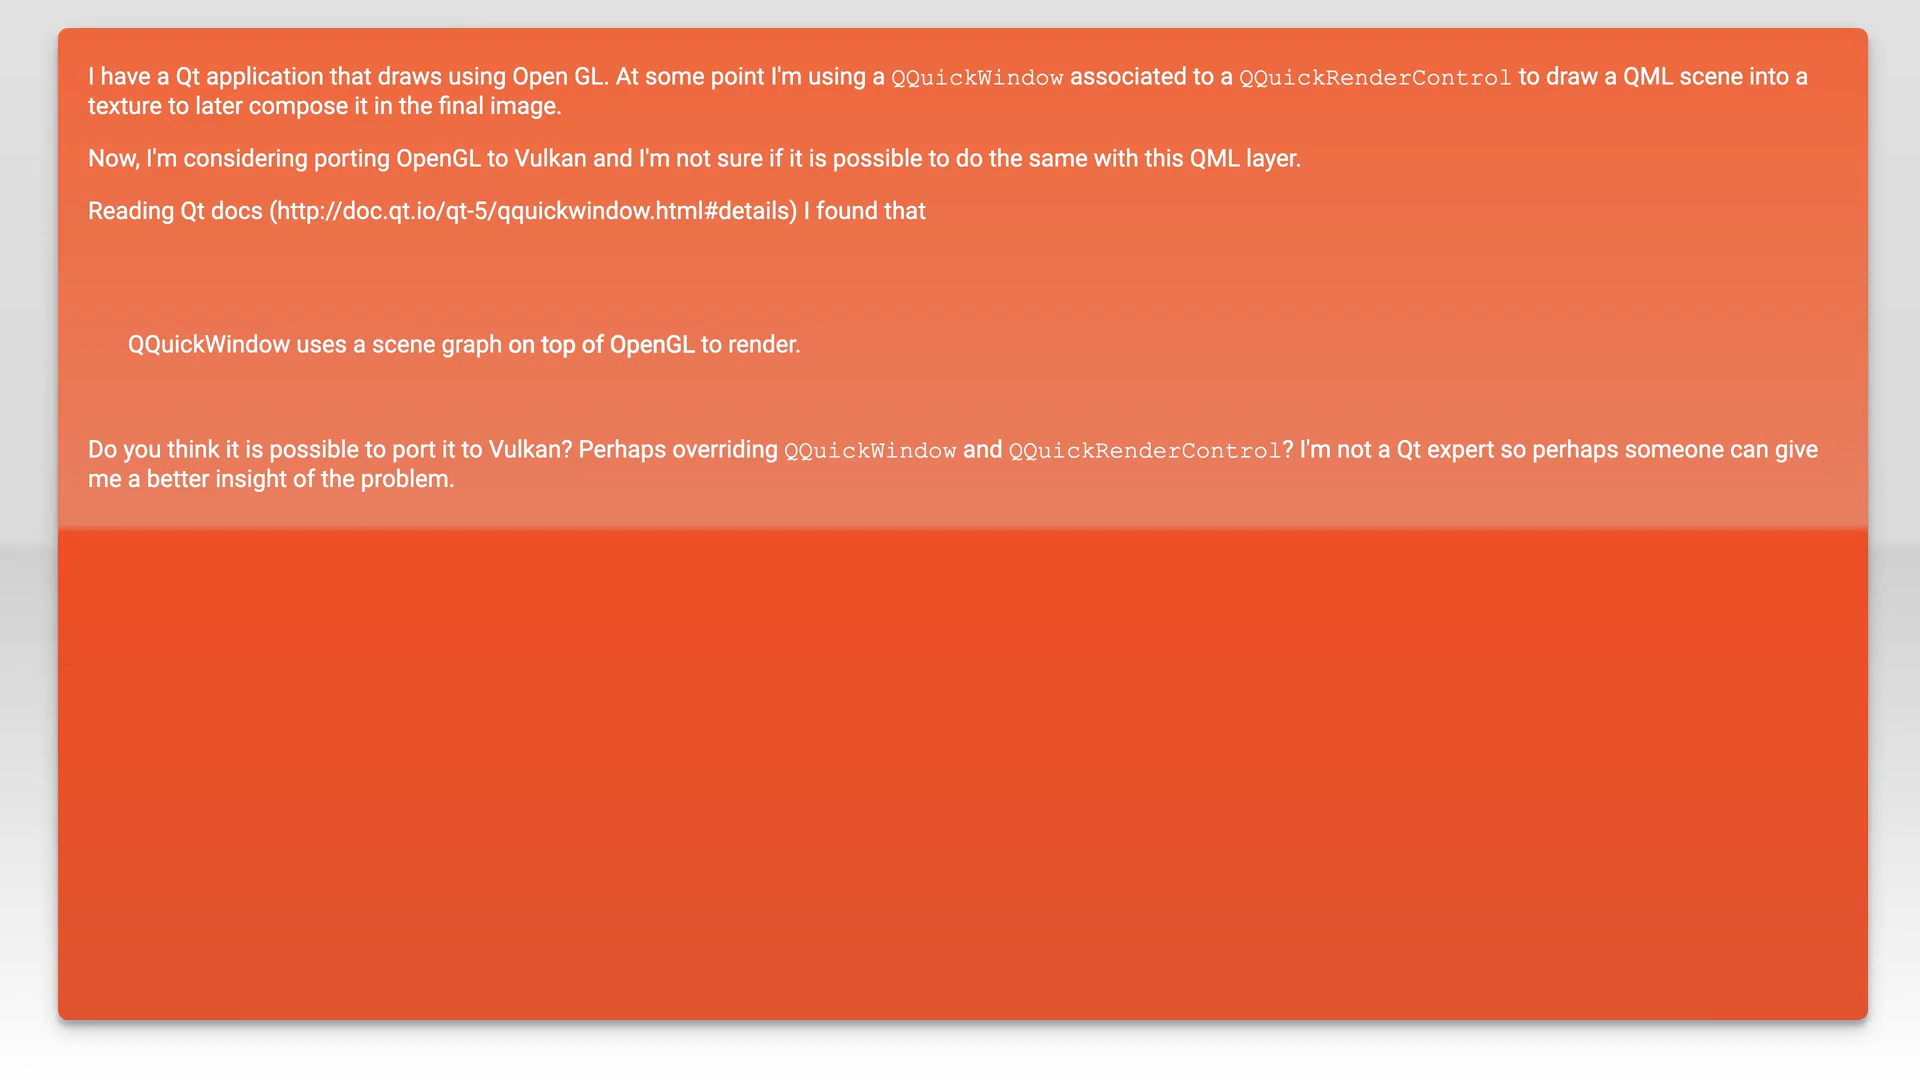 I have a Qt application that draws using Open GL. At some point I'm using a QQuickWindow associated to a QQuickRenderControl to draw a QML scene into a
texture to later compose it in the final image.
Now, I'm considering porting OpenGL to Vulkan and I'm not sure if it is possible to do the same with this QML layer.
Reading Qt docs (http://doc.qt.io/qt-5/qquickwindow.html#details) I found that
QQuickWindow uses a scene graph on top of OpenGL to render.
Do you think it is possible to port it to Vulkan? Perhaps overriding QQuickWindow and QQuickRenderControl? I'm not a Qt expert so perhaps someone can give
me a better insight of the problem.